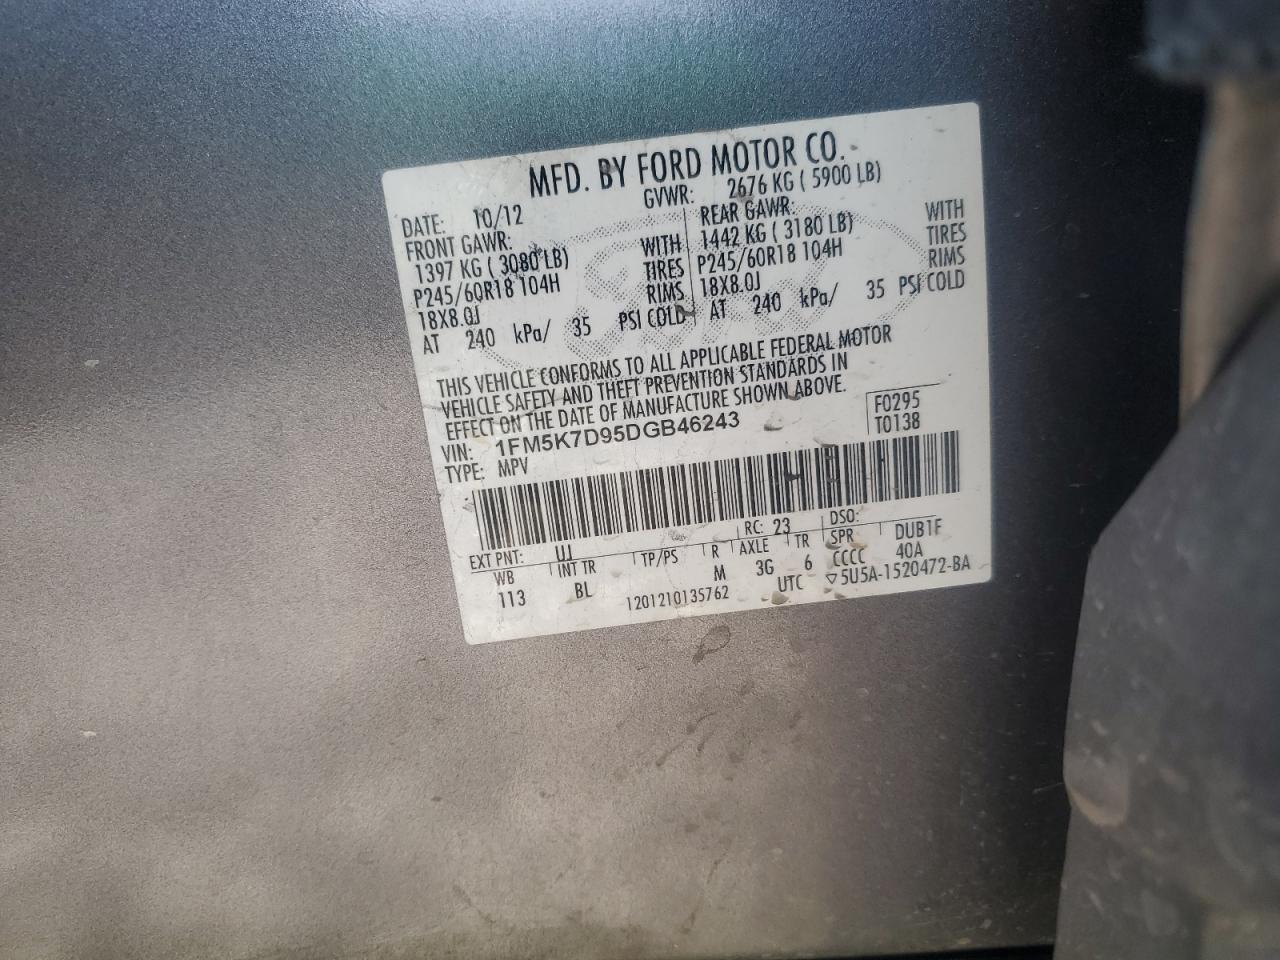 MFD. BY FORD MOTOR CO.
DATE: 10/12 GVWR: 2676 KG ( 5900 LB)
FRONT GAWR: REAR GAWR:
1397 KG ( 3080 LB) WITH 1442 KG ( 3180 LB) WITH
P245/60R18 104H TIRES P245/60R18 104H TIRES
18X8.0J RIMS 18X8.0J RIMS
AT 240 kPa/ 35 PSI COLD AT 240 kPa/ 35 PSI COLD
THIS VEHICLE CONFORMS TO ALL APPLICABLE FEDERAL MOTOR
VEHICLE SAFETY AND THEFT PREVENTION STANDARDS IN
EFFECT ON THE DATE OF MANUFACTURE SHOWN ABOVE.
VIN: 1FM5K7D95DGB46243 F0295
TYPE: MPV T0138
EXT PNT: UJ RC: 23 DSO:
WB INT TR TP/PS R AXLE TR SPR DUB1F
113 BL M 3G 6 CCCC 40A
1201210135762 UTC ▽5U5A-1520472-BA